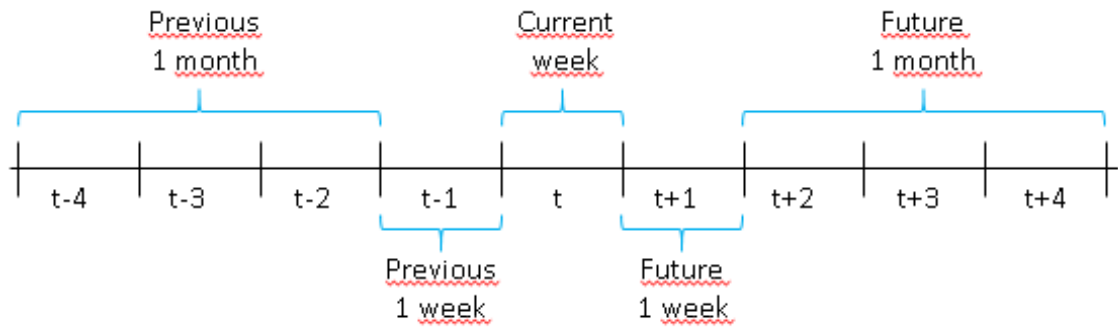 Previous
1 month
Current
week
Future
1 month
t-4 t-3 t-2 t-1 t t+1 t+2 t+3 t+4
Previous
1 week
Future
1 week